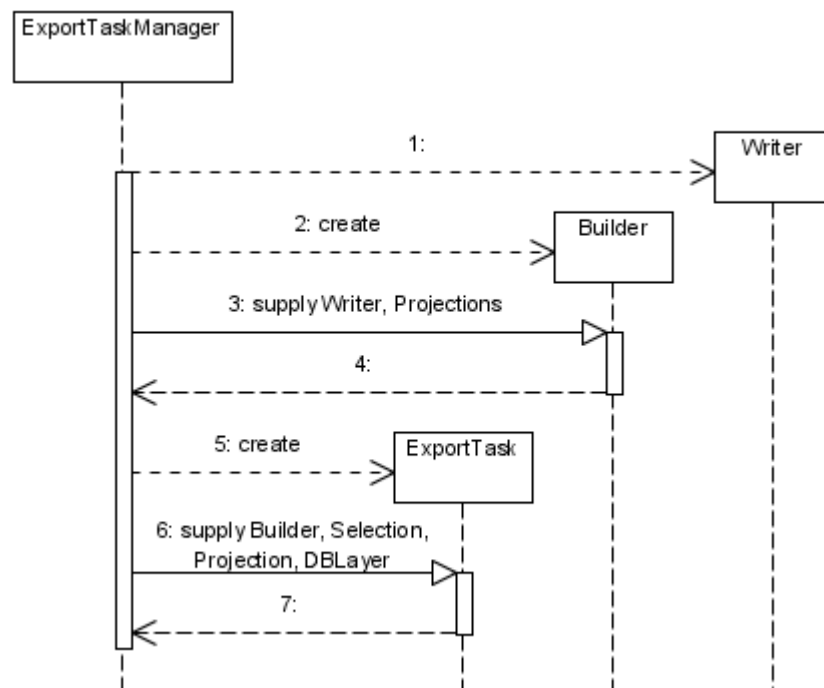 ExportTaskManager
1:
Writer
2: create
Builder
3: supply Writer, Projections
4:
5: create
ExportTask
6: supply Builder, Selection,
Projection, DBLayer
7: